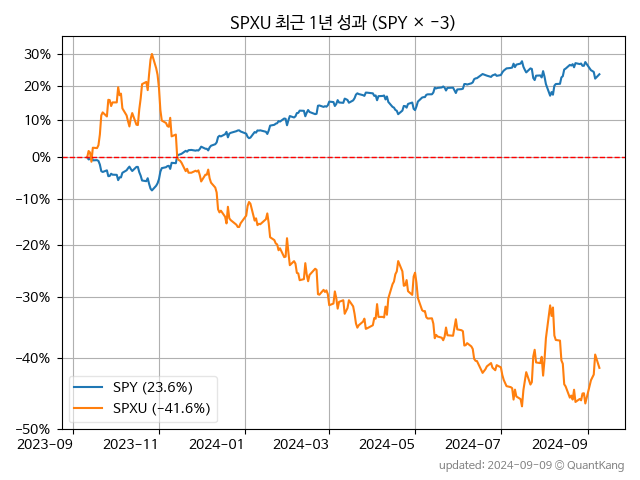 SPXU 최근 1년 성과 (SPY × −3)
30%
20%
10%
0%
−10%
−20%
−30%
−40%
−50%
SPY (23.6%)
SPXU (−41.6%)
2023-09 2023-11 2024-01 2024-03 2024-05 2024-07 2024-09
updated: 2024-09-09 © QuantKang